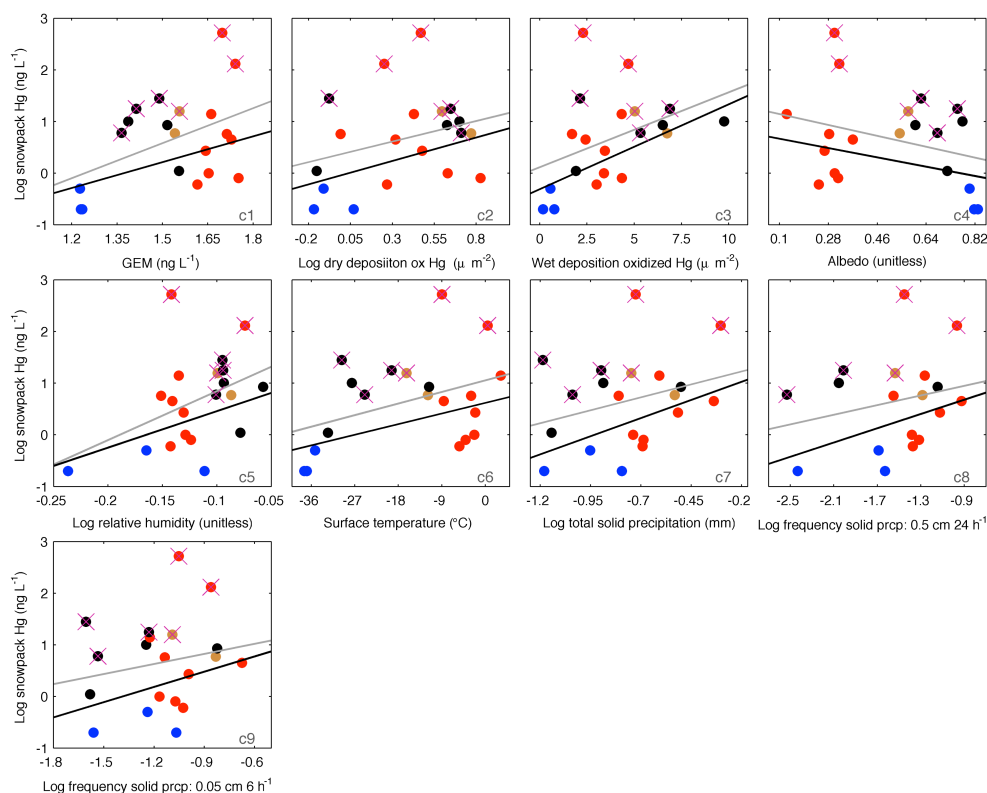 Log snowpack Hg (ng L-1)
3
2
1
0
-1
1.2 1.35 1.5 1.65 1.8
GEM (ng L-1)
c1
-0.2 0.05 0.3 0.55 0.8
Log dry deposiiton ox Hg (μ m-2)
c2
0 2.5 5 7.5 10
Wet deposition oxidized Hg (μ m-2)
c3
0.1 0.28 0.46 0.64 0.82
Albedo (unitless)
c4
Log snowpack Hg (ng L-1)
3
2
1
0
-1
-0.25 -0.2 -0.15 -0.1 -0.05
Log relative humidity (unitless)
c5
-36 -27 -18 -9 0
Surface temperature (°C)
c6
-1.2 -0.95 -0.7 -0.45 -0.2
Log total solid precipitation (mm)
c7
-2.5 -2.1 -1.7 -1.3 -0.9
Log frequency solid prcp: 0.5 cm 24 h-1
c8
Log snowpack Hg (ng L-1)
3
2
1
0
-1
-1.8 -1.5 -1.2 -0.9 -0.6
Log frequency solid prcp: 0.05 cm 6 h-1
c9